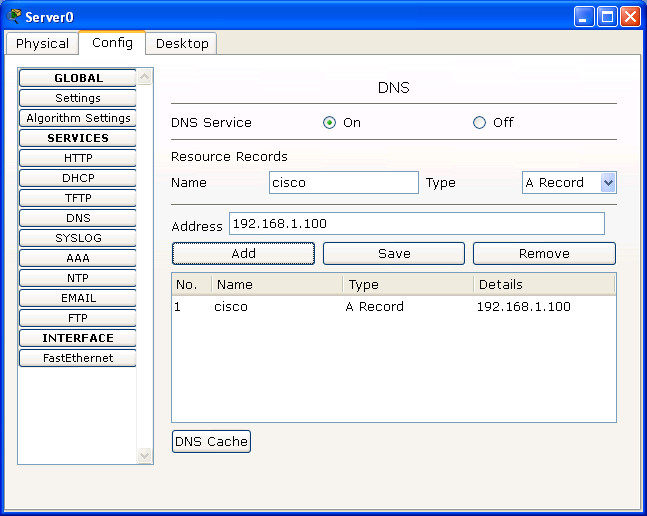 Server0
Physical Config Desktop
GLOBAL
Settings
Algorithm Settings
SERVICES
HTTP
DHCP
TFTP
DNS
SYSLOG
AAA
NTP
EMAIL
FTP
INTERFACE
FastEthernet
DNS
DNS Service On Off
Resource Records
Name cisco Type A Record
Address 192.168.1.100
Add Save Remove
No. Name Type Details
1 cisco A Record 192.168.1.100
DNS Cache